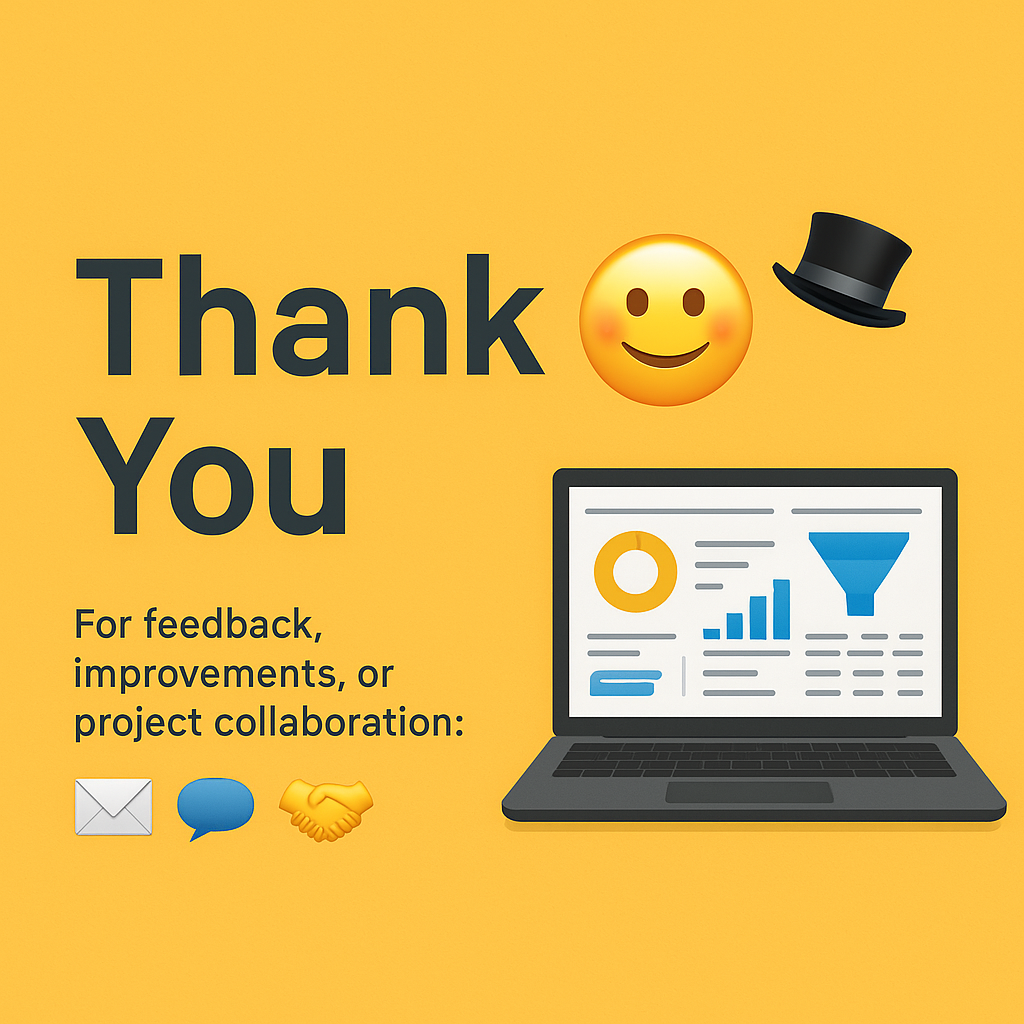 Thank
You
For feedback,
improvements, or
project collaboration: